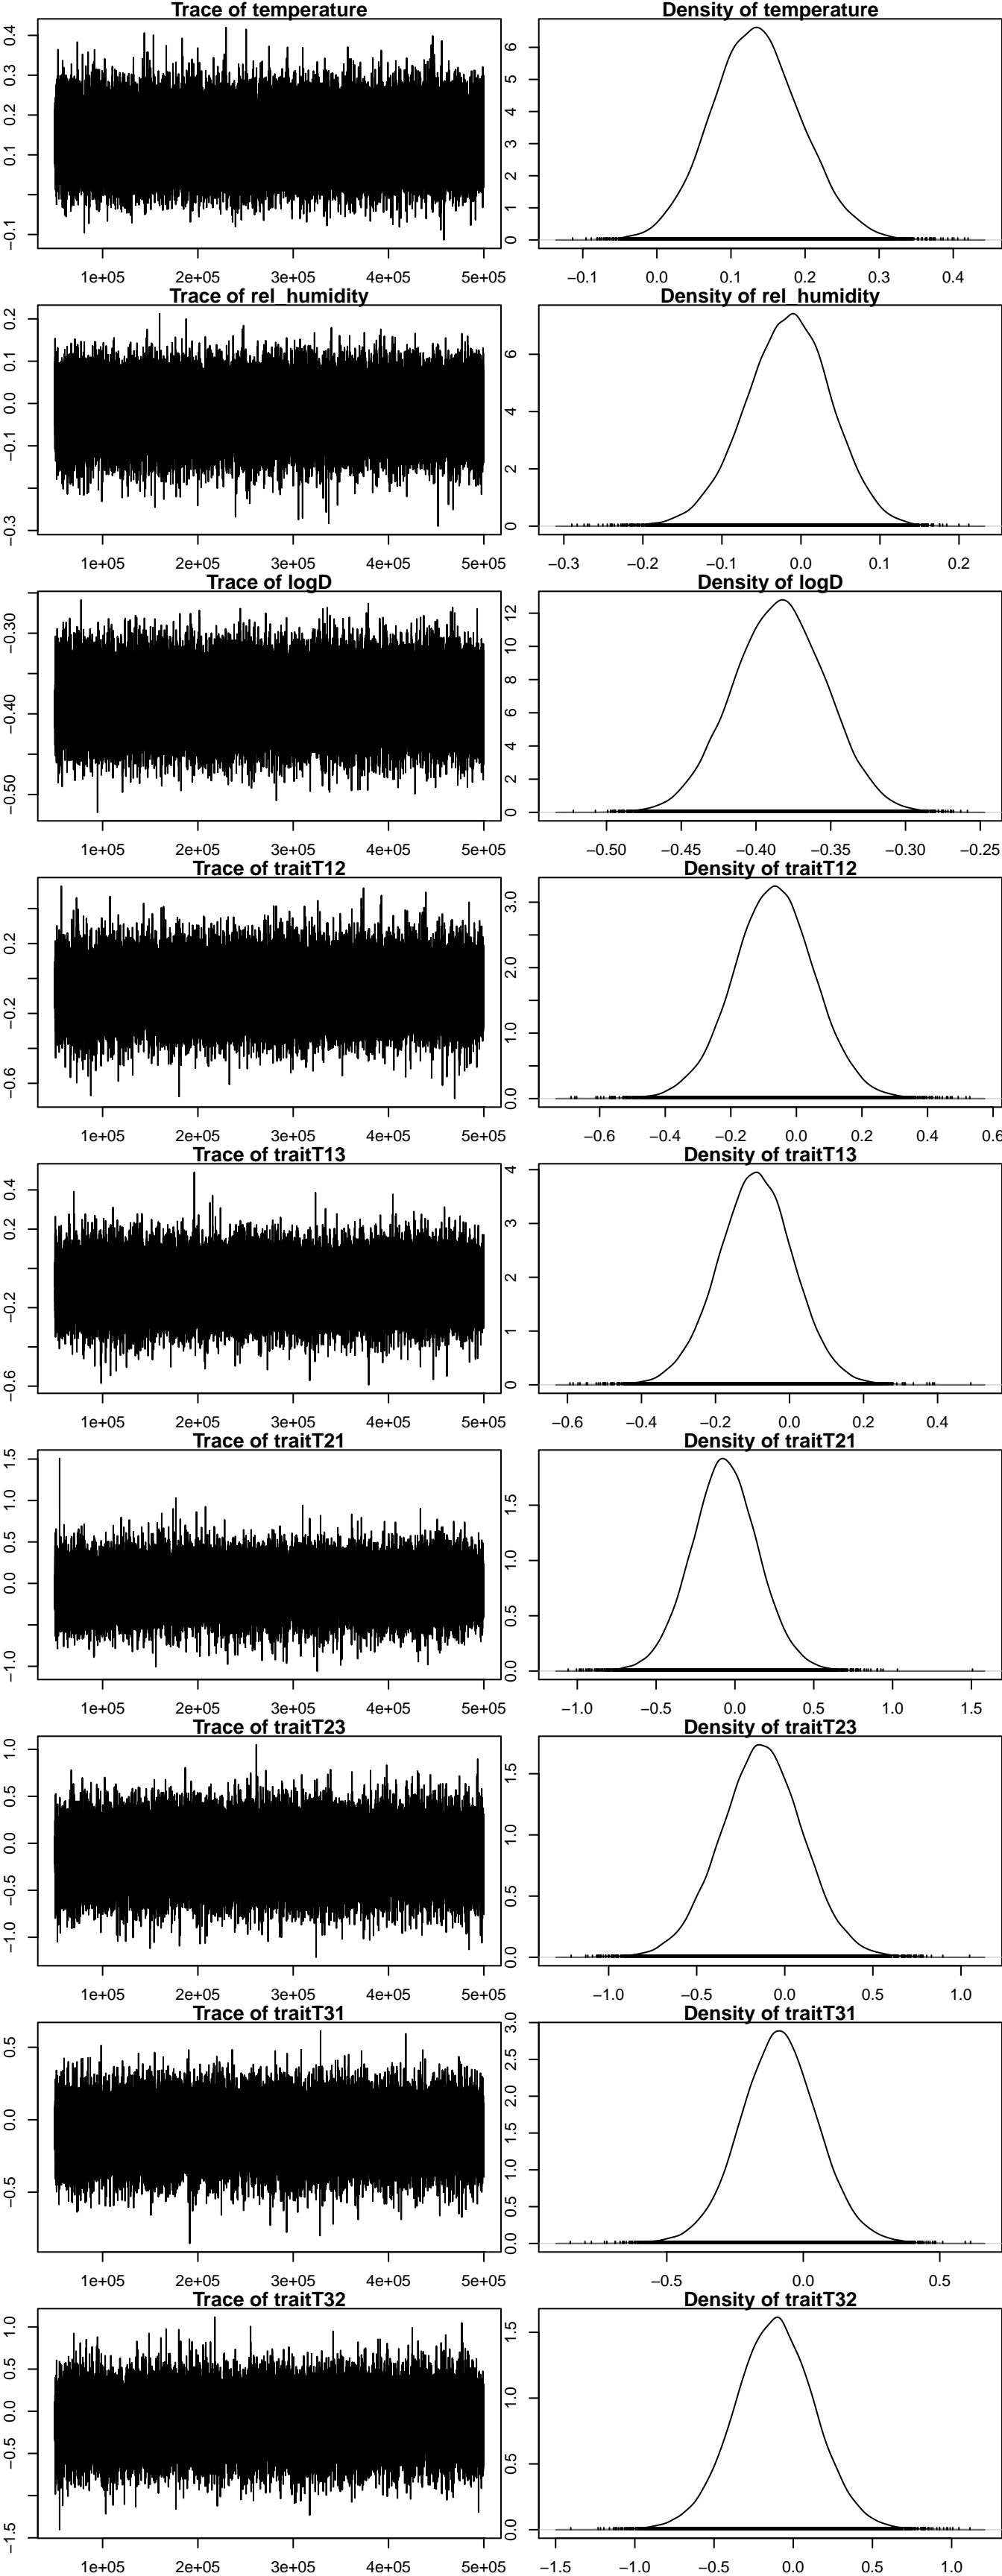 Trace of temperature
Density of temperature
0.4
0.3
0.2
0.1
−0.1
1e+05 2e+05 3e+05 4e+05 5e+05
6
5
4
3
2
1
0
−0.1 0.0 0.1 0.2 0.3 0.4
Trace of rel_humidity
Density of rel_humidity
0.2
0.1
0.0
−0.1
−0.3
1e+05 2e+05 3e+05 4e+05 5e+05
6
4
2
0
−0.3 −0.2 −0.1 0.0 0.1 0.2
Trace of logD
Density of logD
−0.30
−0.40
−0.50
1e+05 2e+05 3e+05 4e+05 5e+05
12
10
8
6
4
2
0
−0.50 −0.45 −0.40 −0.35 −0.30 −0.25
Trace of traitT12
Density of traitT12
0.2
−0.2
−0.6
1e+05 2e+05 3e+05 4e+05 5e+05
3.0
2.0
1.0
0.0
−0.6 −0.4 −0.2 0.0 0.2 0.4 0.6
Trace of traitT13
Density of traitT13
0.4
0.2
−0.2
−0.6
1e+05 2e+05 3e+05 4e+05 5e+05
4
3
2
1
0
−0.6 −0.4 −0.2 0.0 0.2 0.4
Trace of traitT21
Density of traitT21
1.5
1.0
0.5
0.0
−1.0
1e+05 2e+05 3e+05 4e+05 5e+05
1.5
1.0
0.5
0.0
−1.0 −0.5 0.0 0.5 1.0 1.5
Trace of traitT23
Density of traitT23
1.0
0.5
0.0
−0.5
−1.0
1e+05 2e+05 3e+05 4e+05 5e+05
1.5
1.0
0.5
0.0
−1.0 −0.5 0.0 0.5 1.0
Trace of traitT31
Density of traitT31
0.5
0.0
−0.5
1e+05 2e+05 3e+05 4e+05 5e+05
3.0
2.5
2.0
1.5
1.0
0.5
0.0
−0.5 0.0 0.5
Trace of traitT32
Density of traitT32
1.0
0.5
0.0
−0.5
−1.5
1e+05 2e+05 3e+05 4e+05 5e+05
1.5
1.0
0.5
0.0
−1.5 −1.0 −0.5 0.0 0.5 1.0